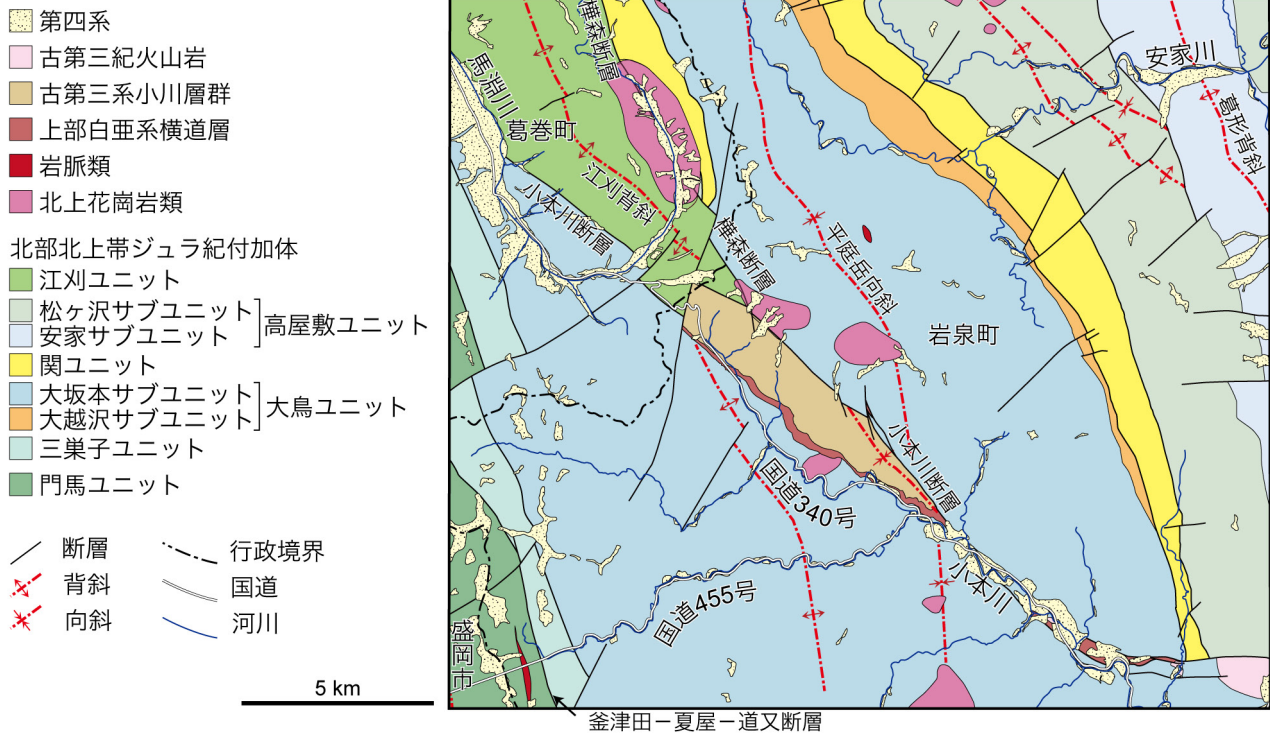 第四系
古第三紀火山岩
古第三系小川層群
上部白亜系横道層
岩脈類
北上花崗岩類
北部北上帯ジュラ紀付加体
江刈ユニット
松ヶ沢サブユニット
安家サブユニット
高屋敷ユニット
関ユニット
大坂本サブユニット
大越沢サブユニット
大鳥ユニット
三巣子ユニット
門馬ユニット
断層
行政境界
背斜
国道
向斜
河川
5 km
樺森断層
馬淵川
葛巻町
安家川
葛形背斜
江刈背斜
小本川断層
樺森断層
平庭岳向斜
岩泉町
小本川断層
国道340号
国道455号
小本川
盛岡市
釜津田－夏屋－道又断層